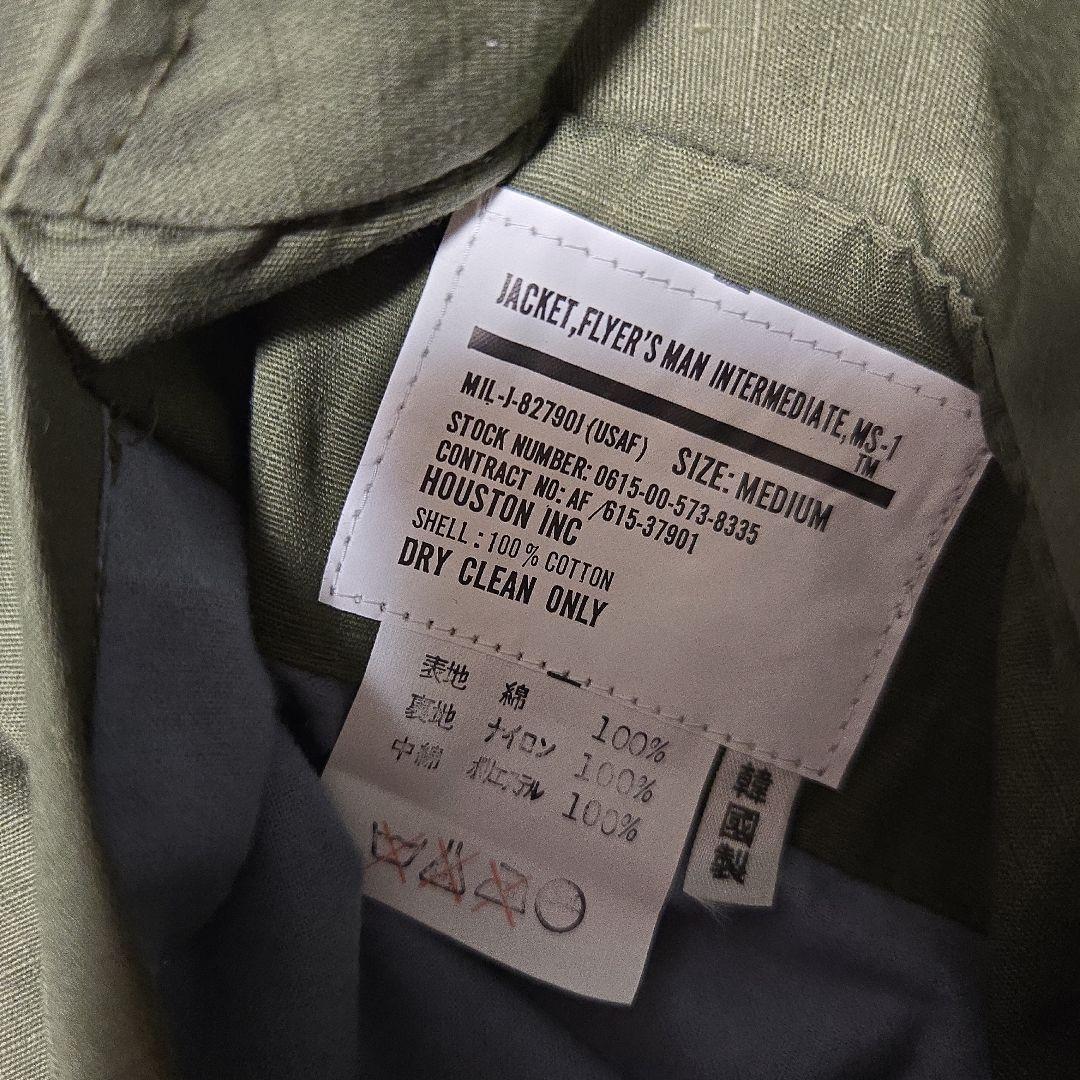 JACKET,FLYER'S MAN INTERMEDIATE,MS-1
TM
MIL-J-82790J (USAF) SIZE: MEDIUM
STOCK NUMBER: 0615-00-573-8335
CONTRACT NO: AF /615-37901
HOUSTON INC
SHELL : 100% COTTON
DRY CLEAN ONLY
表地 綿 100%
裏地 ナイロン 100%
中綿 ポリエステル 100%
韓國製